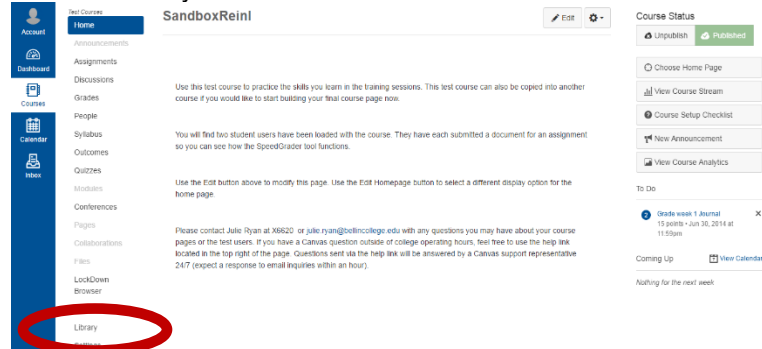 Account
Dashboard
Courses
Calendar
Inbox
Test Courses
Home
Announcements
Assignments
Discussions
Grades
People
Syllabus
Outcomes
Quizzes
Modules
Conferences
Pages
Collaborations
Files
LockDown
Browser
Library
Settings
SandboxReinl
Edit
Use this test course to practice the skills you learn in the training sessions. This test course can also be copied into another
course if you would like to start building your final course page now.
You will find two student users have been loaded with the course. They have each submitted a document for an assignment
so you can see how the SpeedGrader tool functions.
Use the Edit button above to modify this page. Use the Edit Homepage button to select a different display option for the
home page.
Please contact Julie Ryan at X6620 or julie.ryan@bellincollege.edu with any questions you may have about your course
pages or the test users. If you have a Canvas question outside of college operating hours, feel free to use the help link
located in the top right of the page. Questions sent via the help link will be answered by a Canvas support representative
24/7 (expect a response to email inquiries within an hour).
Course Status
Unpublish Published
Choose Home Page
View Course Stream
Course Setup Checklist
New Announcement
View Course Analytics
To Do
2 Grade week 1 Journal
15 points • Jun 30, 2014 at
11:59pm
Coming Up View Calendar
Nothing for the next week